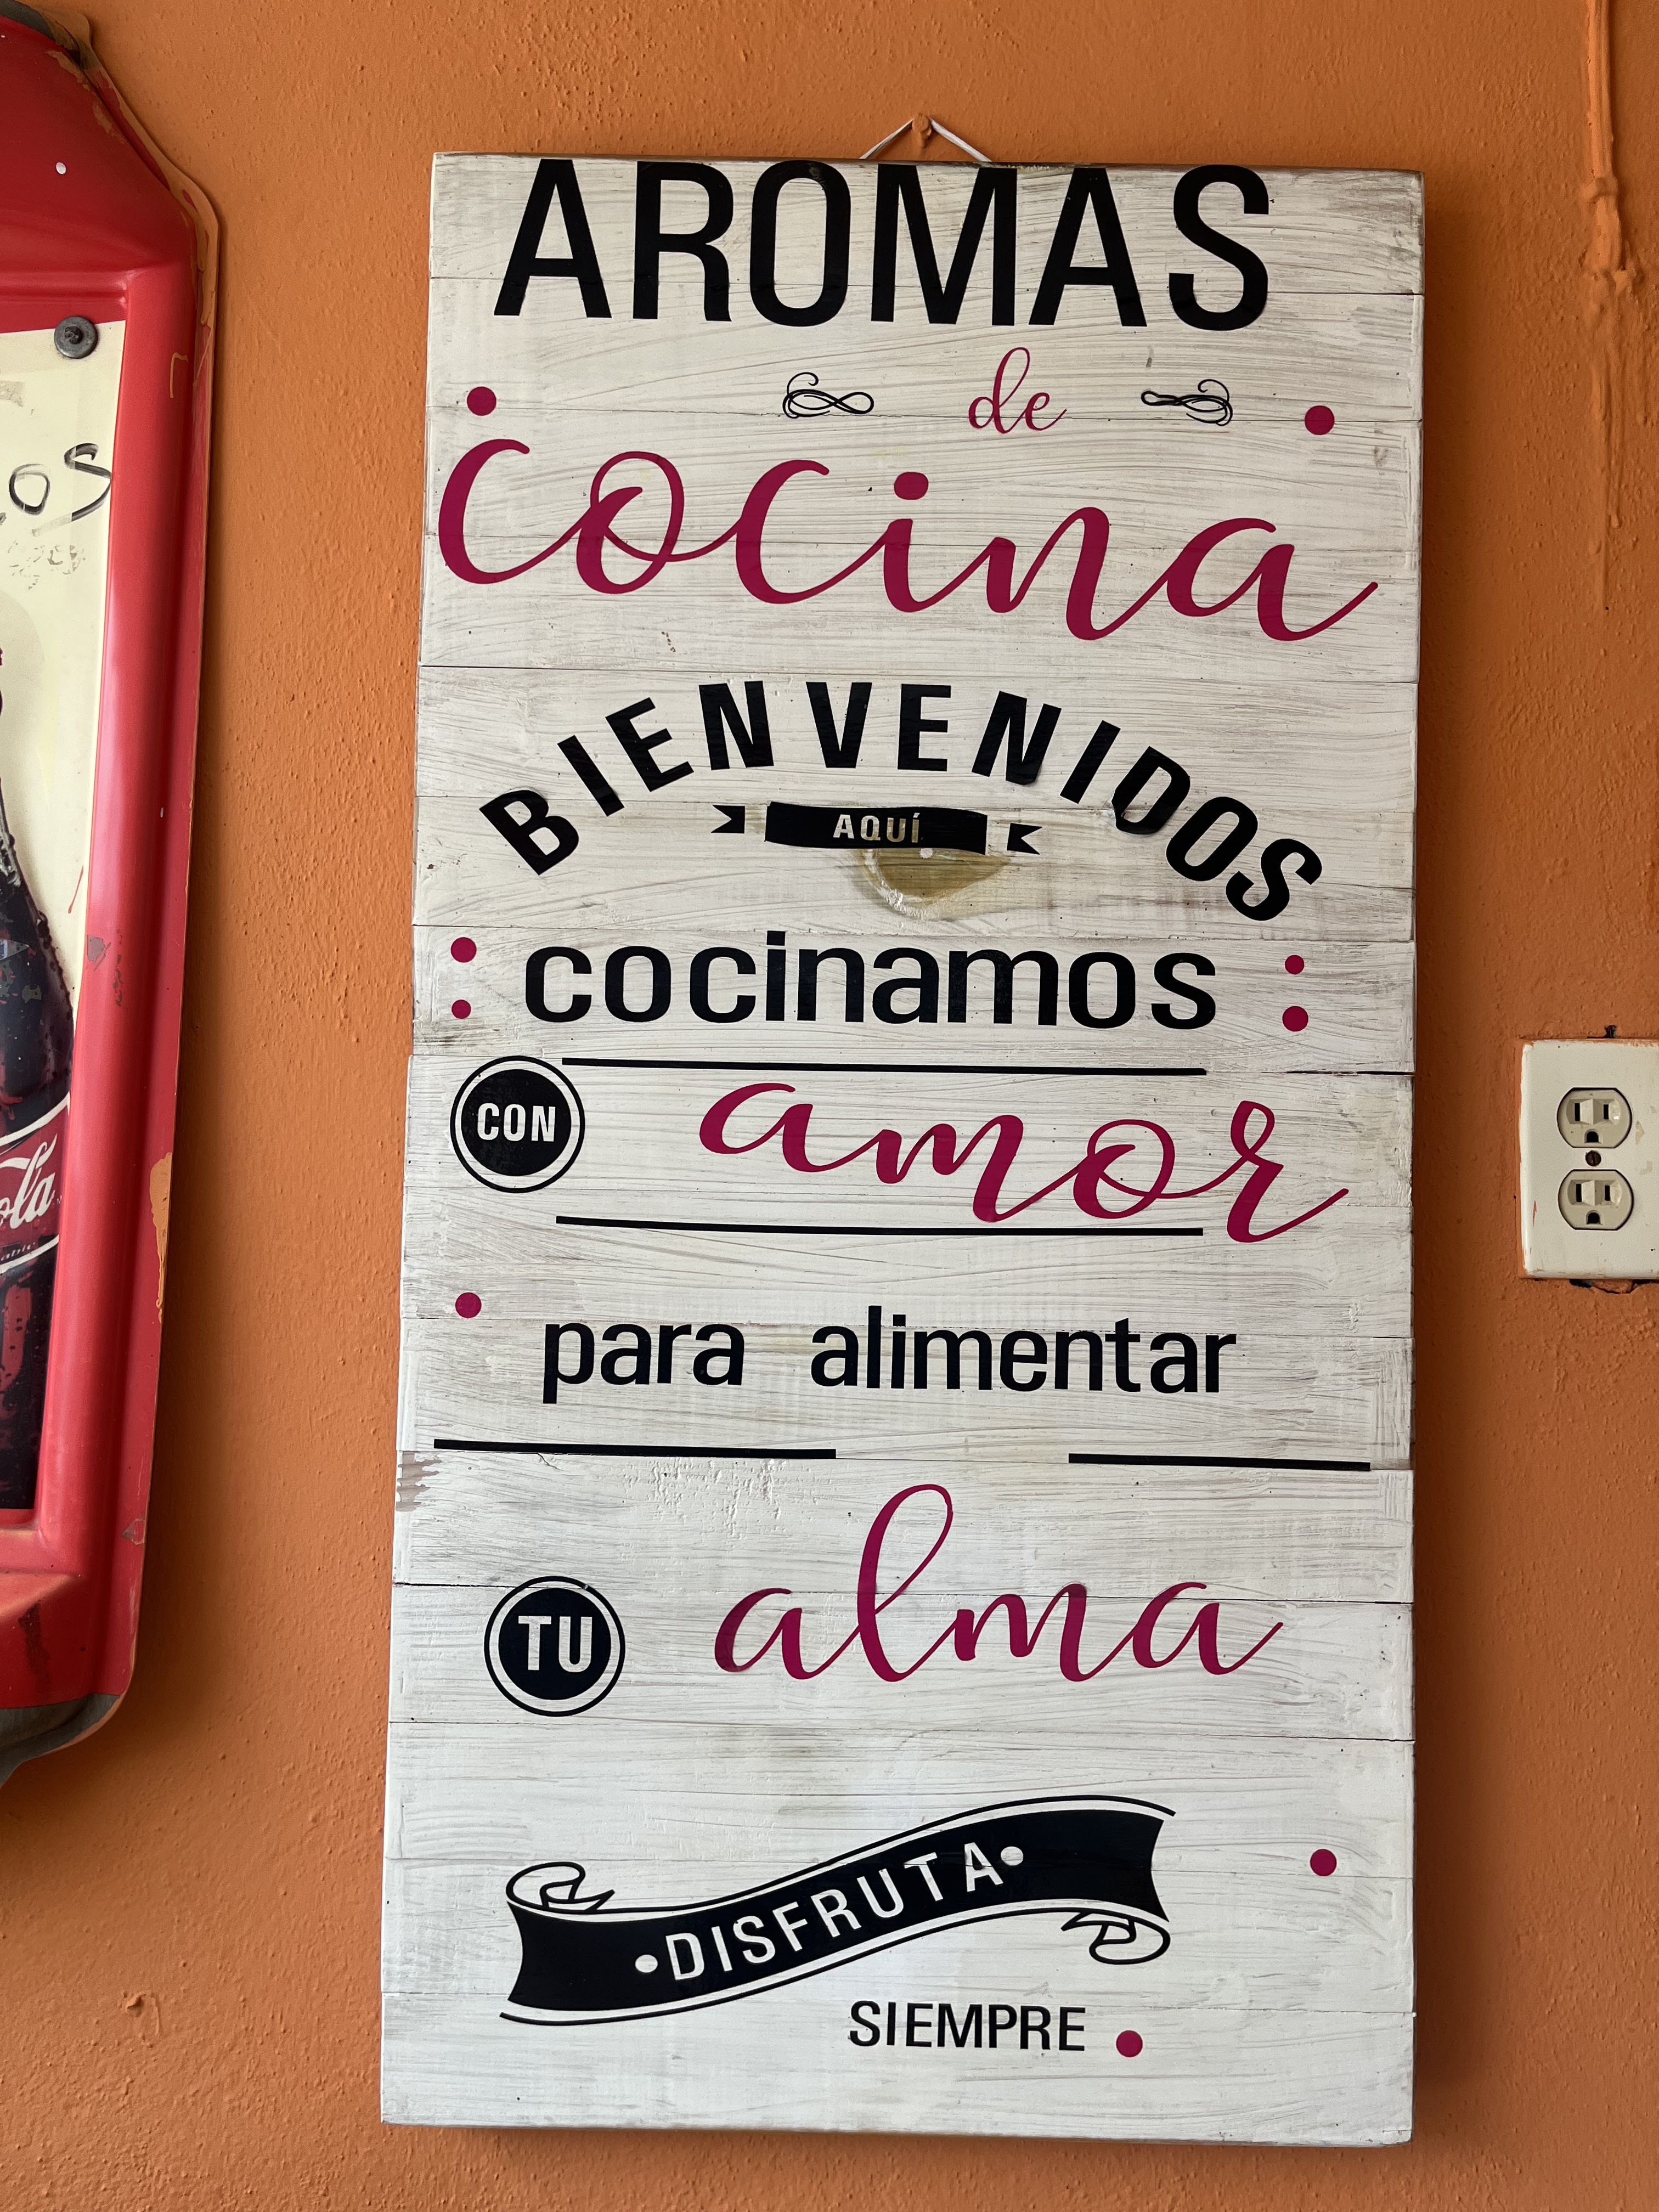 AROMAS
de
cocina
BIENVENIDOS
AQUÍ
cocinamos
CON amor
para alimentar
TU alma
•DISFRUTA•
SIEMPRE